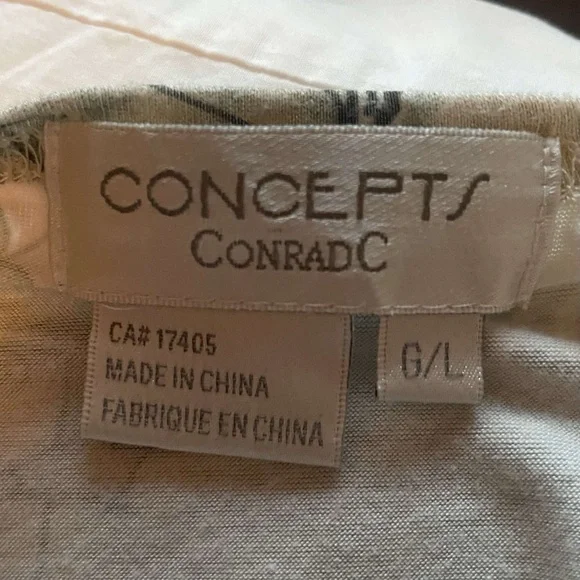 CONCEPTS
CONRADC
CA# 17405
MADE IN CHINA
FABRIQUE EN CHINA
G/L